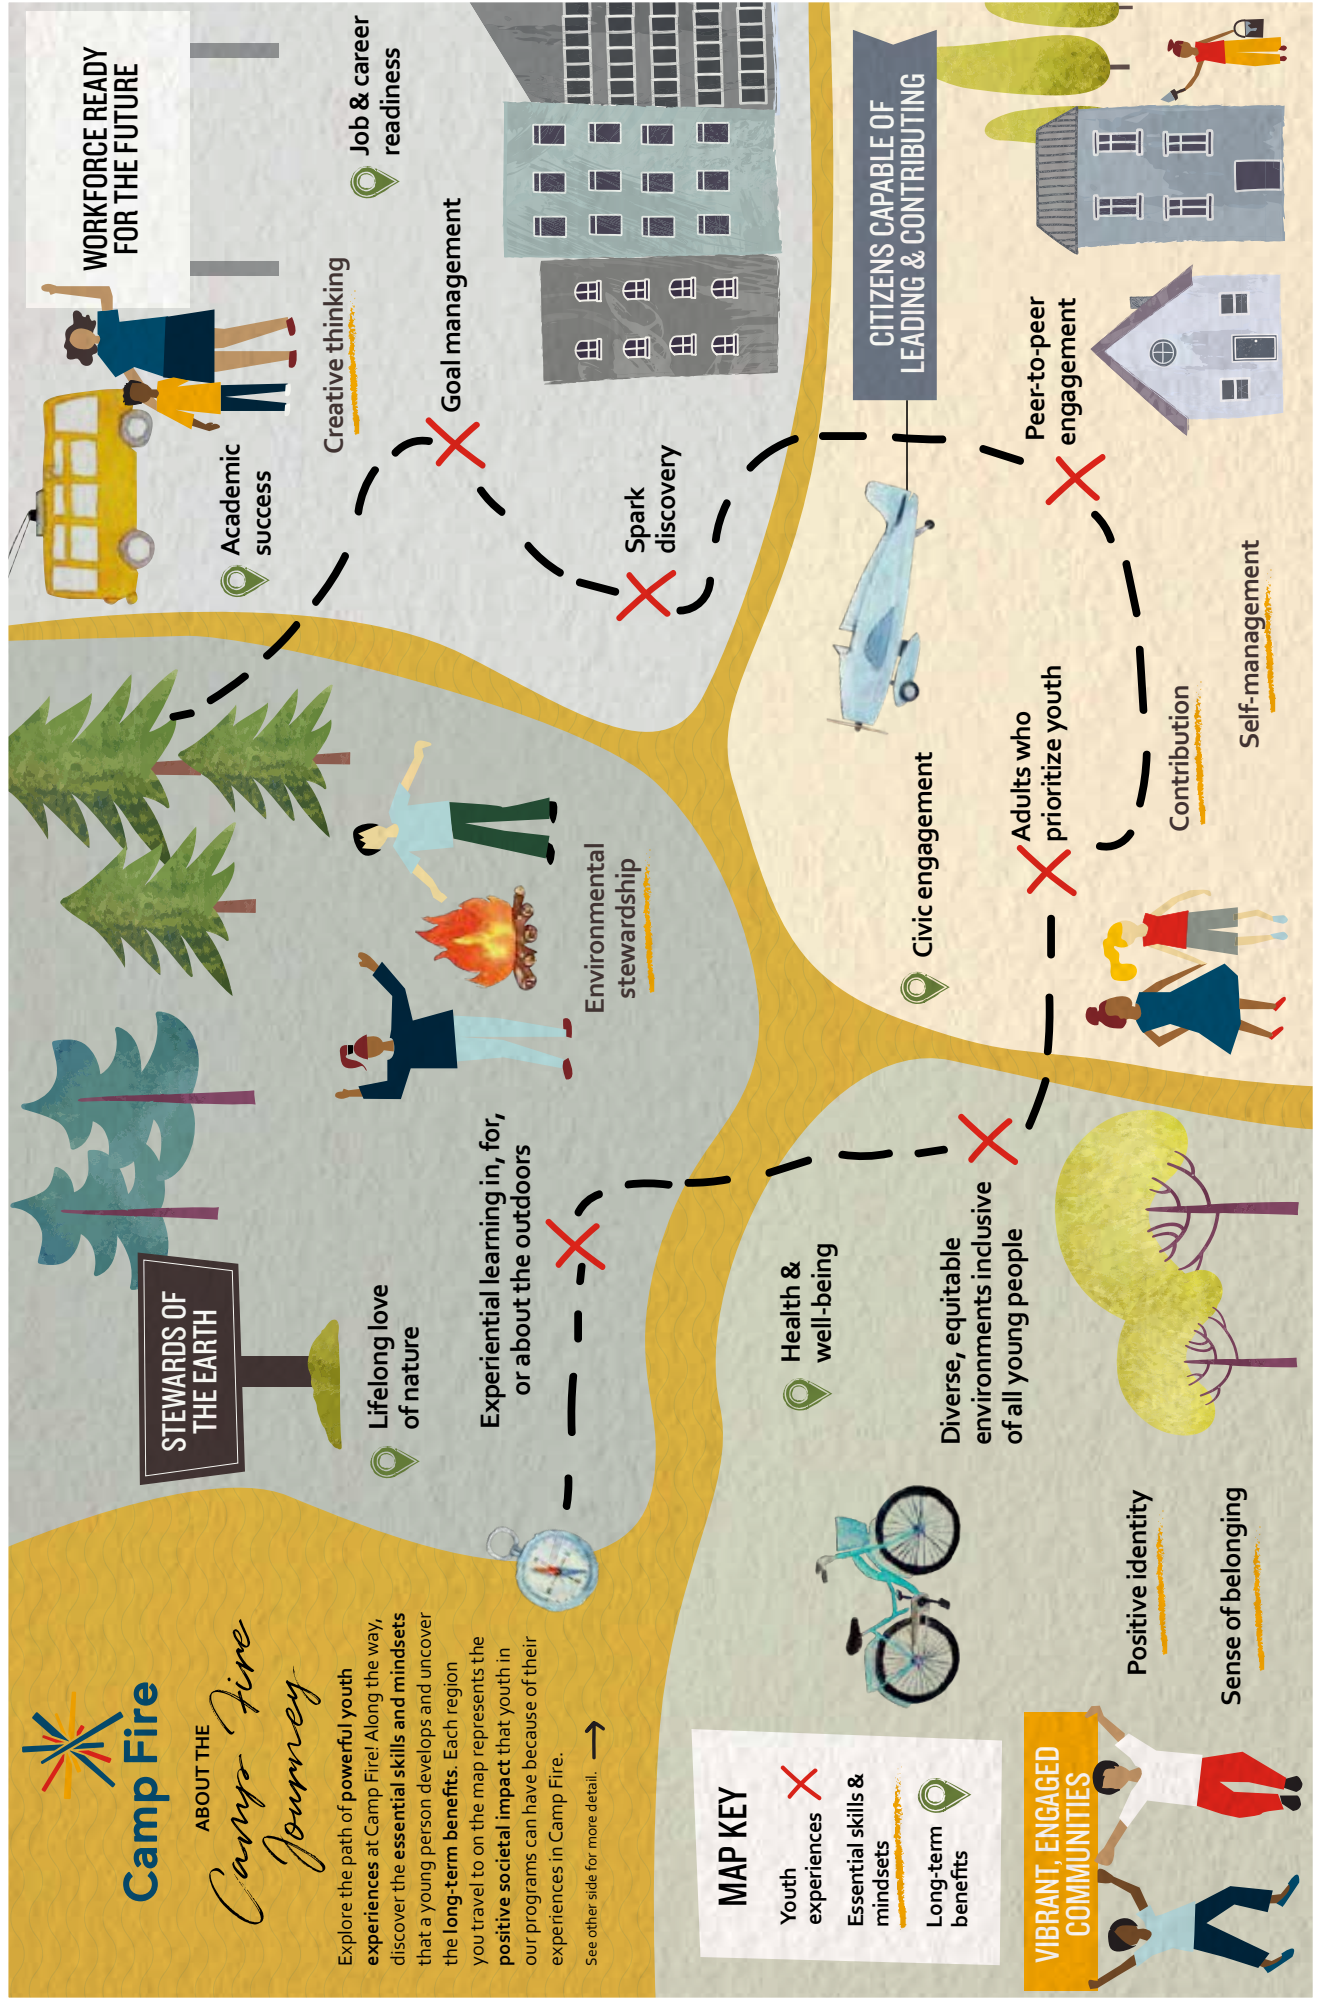 Camp Fire
ABOUT THE
Camp Fire
Journey
Explore the path of powerful youth
experiences at Camp Fire! Along the way,
discover the essential skills and mindsets
that a young person develops and uncover
the long-term benefits. Each region
you travel to on the map represents the
positive societal impact that youth in
our programs can have because of their
experiences in Camp Fire.
See other side for more detail.
STEWARDS OF
THE EARTH
Lifelong love
of nature
Experiential learning in, for,
or about the outdoors
Environmental
stewardship
WORKFORCE READY
FOR THE FUTURE
Academic
success
Creative thinking
Job & career
readiness
Goal management
Spark
discovery
MAP KEY
Youth
experiences
Essential skills &
mindsets
Long-term
benefits
VIBRANT, ENGAGED
COMMUNITIES
Health &
well-being
Diverse, equitable
environments inclusive
of all young people
Positive identity
Sense of belonging
CITIZENS CAPABLE OF
LEADING & CONTRIBUTING
Civic engagement
Adults who
prioritize youth
Peer-to-peer
engagement
Contribution
Self-management